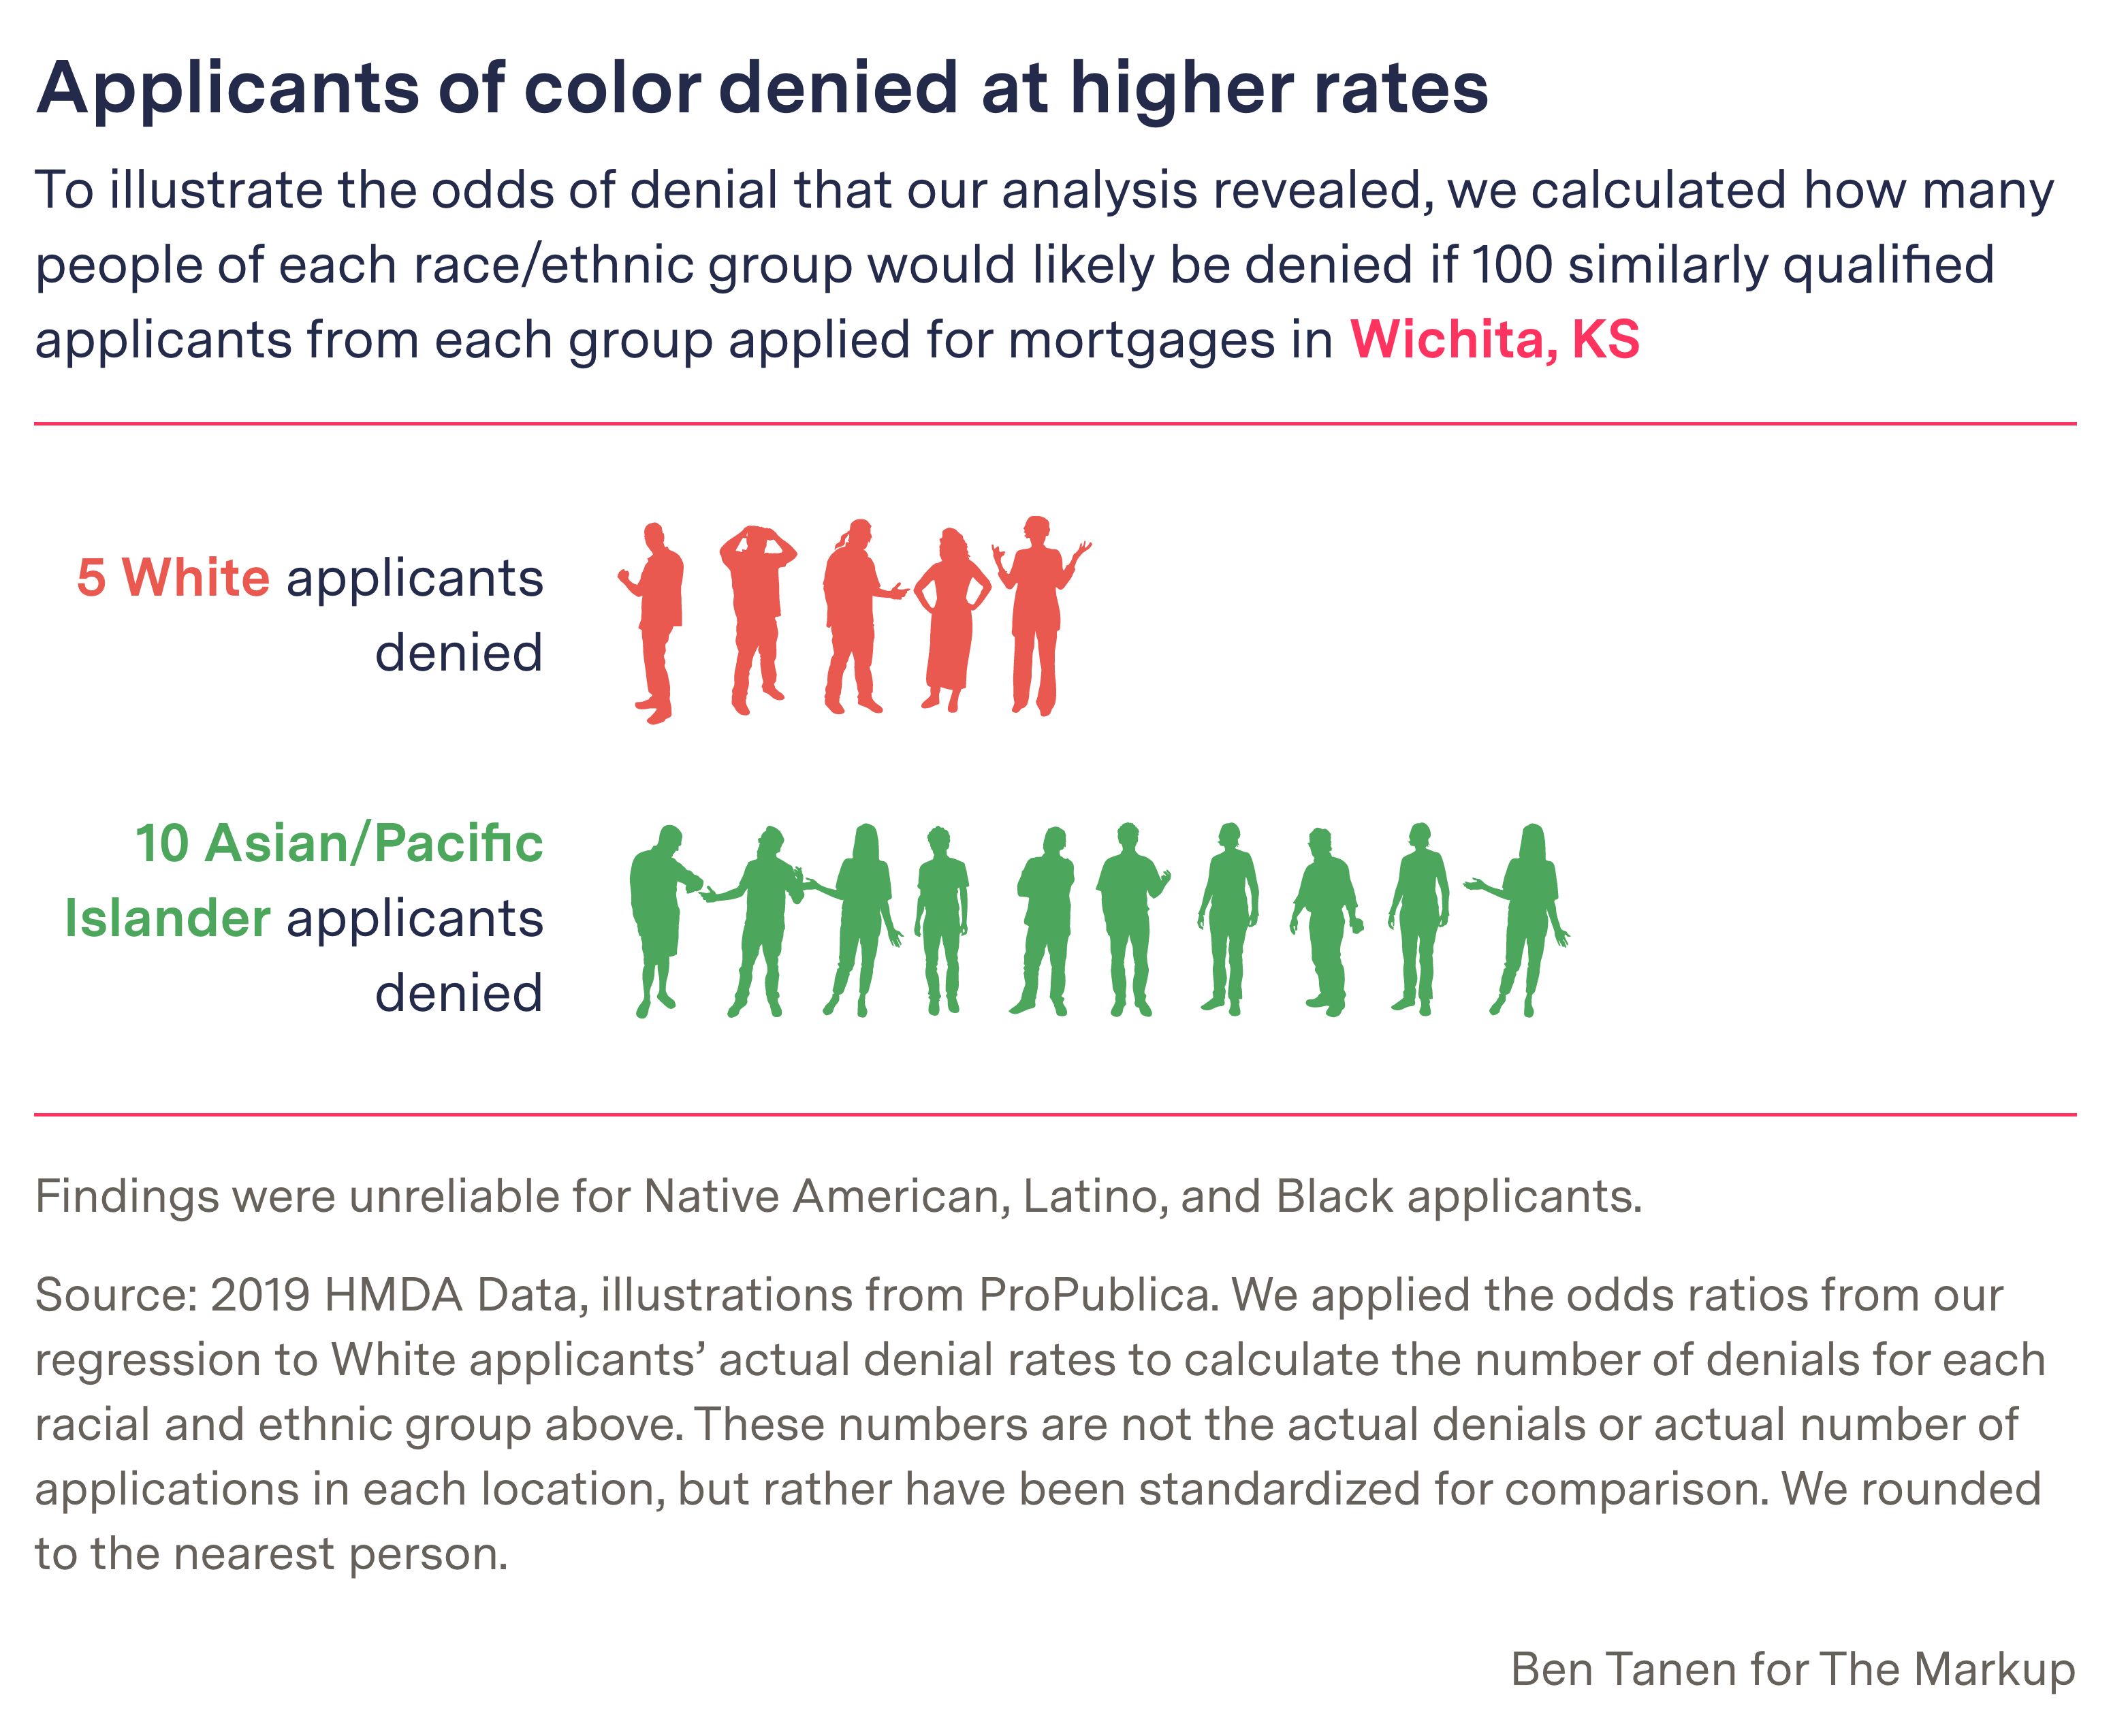 Applicants of color denied at higher rates
To illustrate the odds of denial that our analysis revealed, we calculated how many
people of each race/ethnic group would likely be denied if 100 similarly qualified
applicants from each group applied for mortgages in Wichita, KS
5 White applicants
denied
10 Asian/Pacific
Islander applicants
denied
Findings were unreliable for Native American, Latino, and Black applicants.
Source: 2019 HMDA Data, illustrations from ProPublica. We applied the odds ratios from our
regression to White applicants’ actual denial rates to calculate the number of denials for each
racial and ethnic group above. These numbers are not the actual denials or actual number of
applications in each location, but rather have been standardized for comparison. We rounded
to the nearest person.
Ben Tanen for The Markup